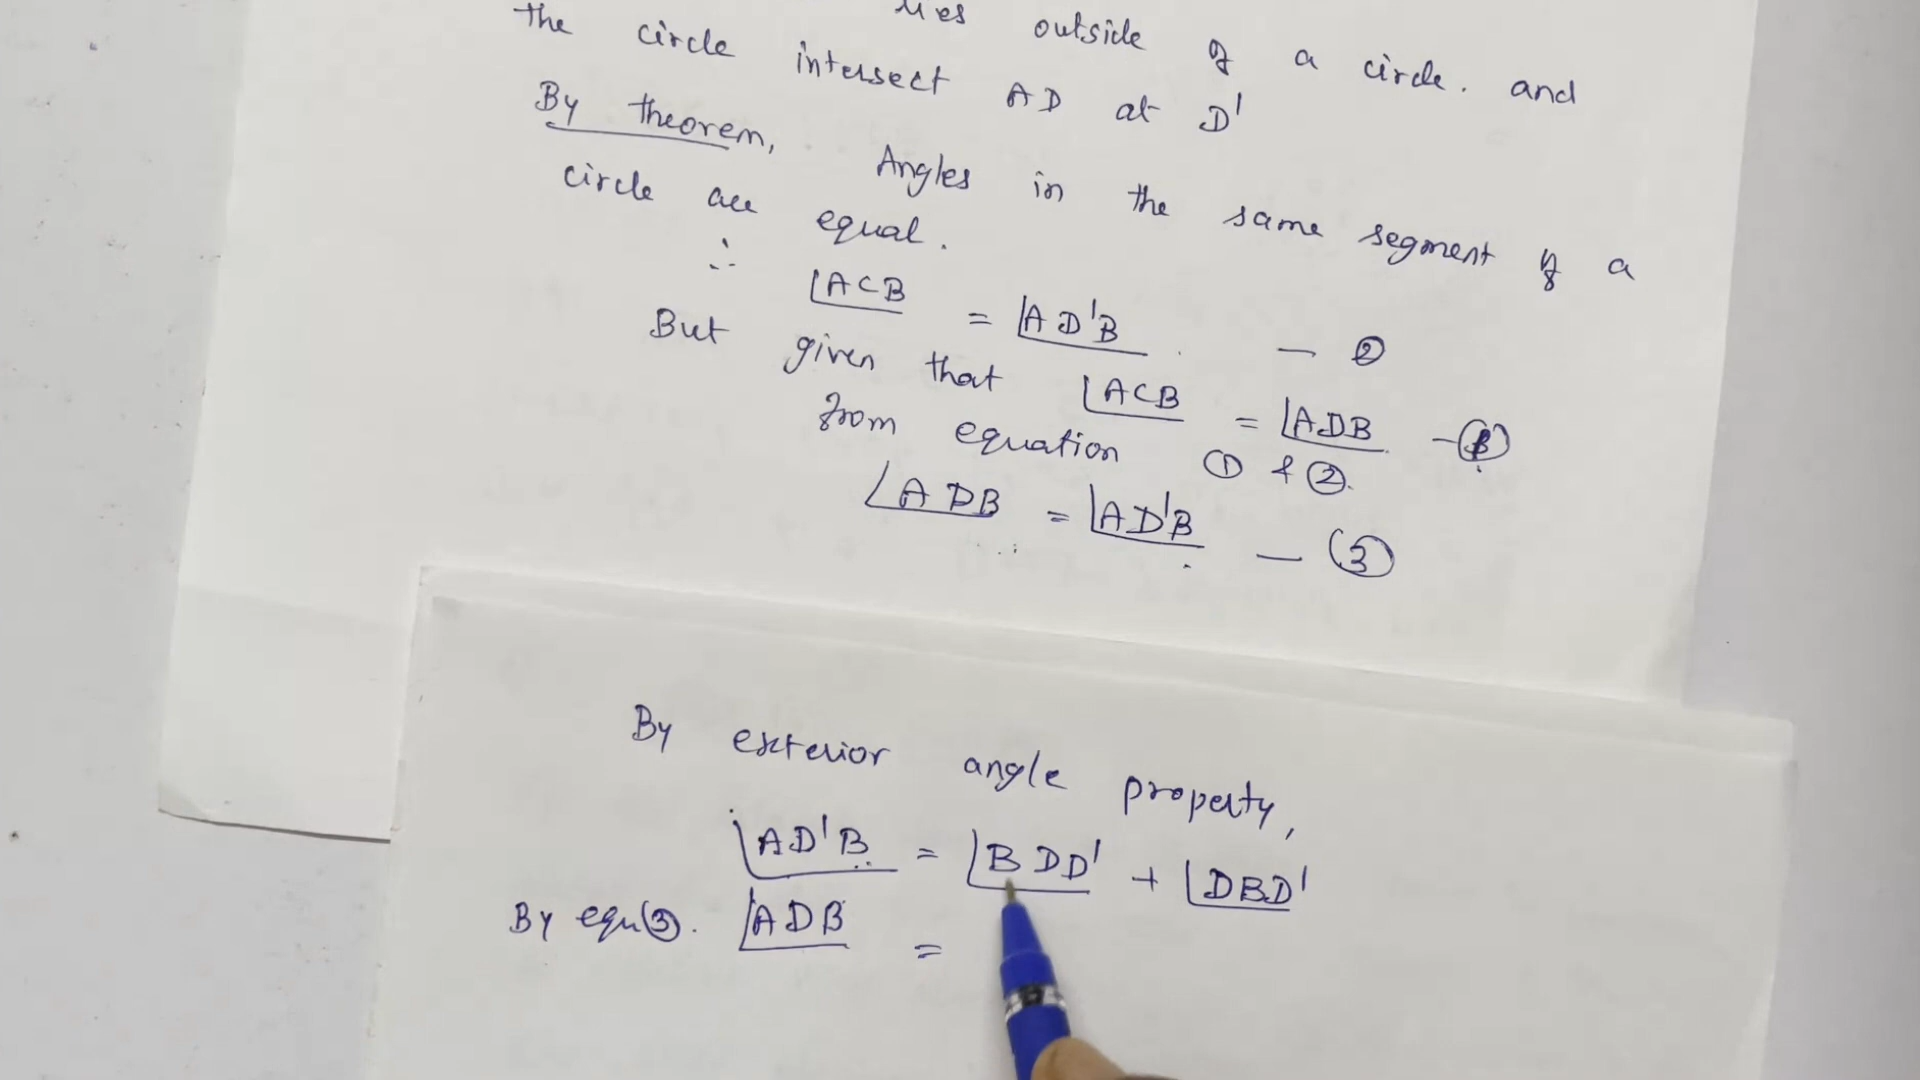 lies outside of a circle. and
the circle intersect AD at D'
By theorem, Angles in the same segment of a
circle are equal.
∴ ∠ACB = ∠AD'B — ②
But given that ∠ACB = ∠ADB — ①
from equation ① & ②.
∠ADB = ∠AD'B — ③
By exterior angle property,
∠AD'B = ∠BDD' + ∠DBD'
By equ③. ∠ADB =